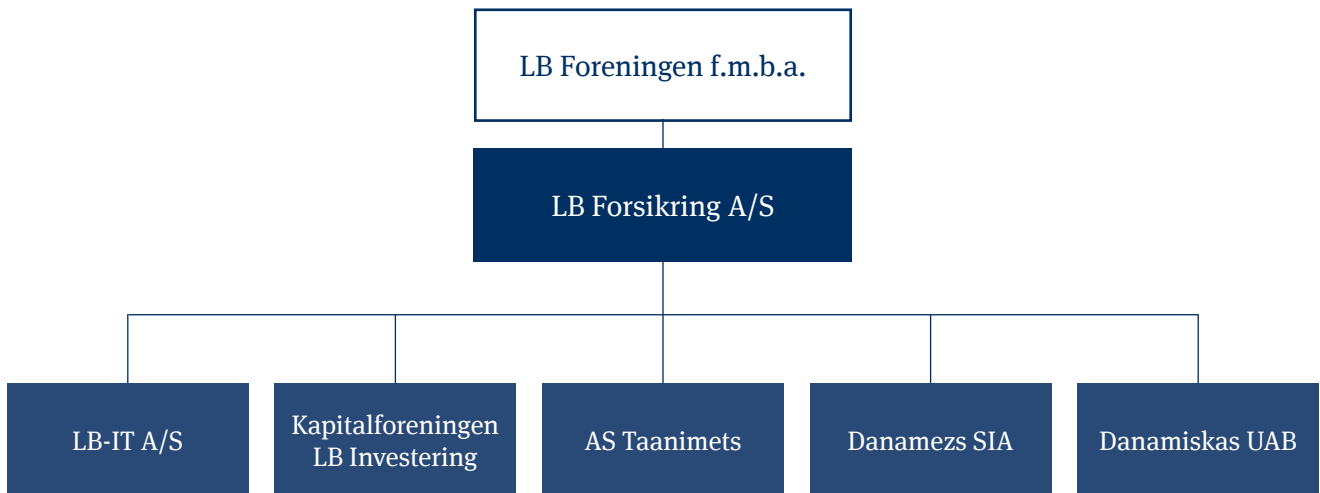 LB Foreningen f.m.b.a.
LB Forsikring A/S
LB-IT A/S
Kapitalforeningen
LB Investering
AS Taanimets
Danamezs SIA
Danamiskas UAB